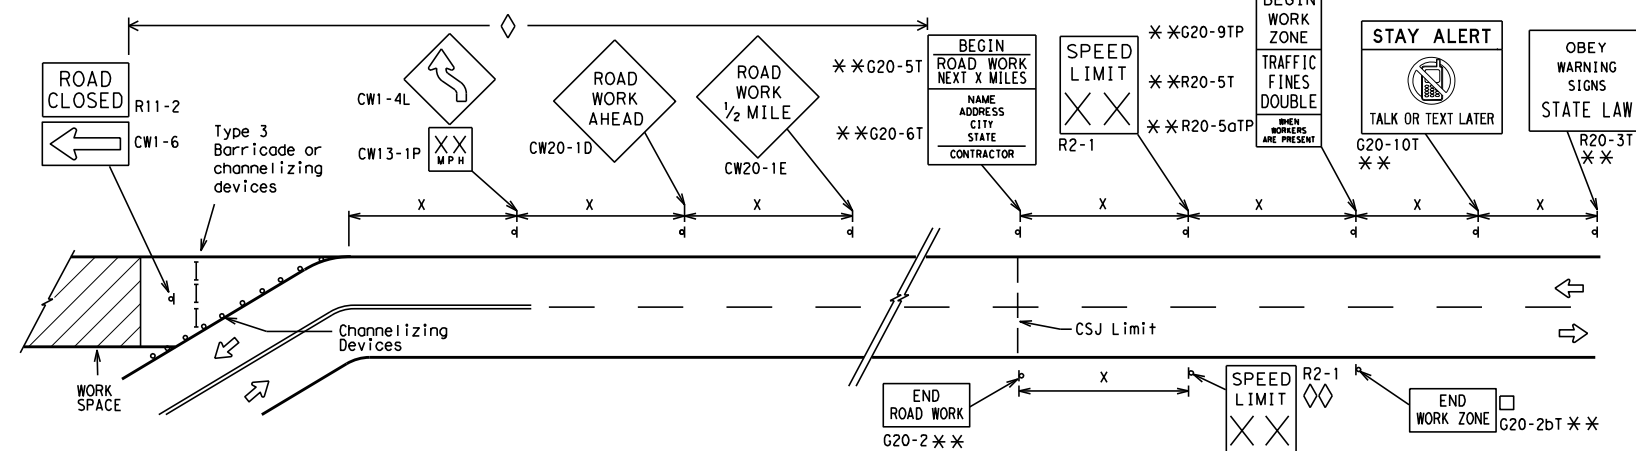 ROAD
CLOSED
R11-2
CW1-6
Type 3
Barricade or
channelizing
devices
CW1-4L
CW13-1P
XX
MPH
ROAD
WORK
AHEAD
CW20-1D
ROAD
WORK
½ MILE
CW20-1E
**G20-5T
**G20-6T
BEGIN
ROAD WORK
NEXT X MILES
NAME
ADDRESS
CITY
STATE
CONTRACTOR
SPEED
LIMIT
XX
R2-1
**G20-9TP
**R20-5T
**R20-5aTP
BEGIN
WORK
ZONE
TRAFFIC
FINES
DOUBLE
WHEN
WORKERS
ARE PRESENT
STAY ALERT
TALK OR TEXT LATER
G20-10T
**
OBEY
WARNING
SIGNS
STATE LAW
R20-3T
**
X
X
X
X
X
X
X
Channelizing
Devices
WORK
SPACE
CSJ Limit
X
END
ROAD WORK
G20-2**
SPEED
LIMIT
XX
R2-1
END
WORK ZONE
G20-2bT**